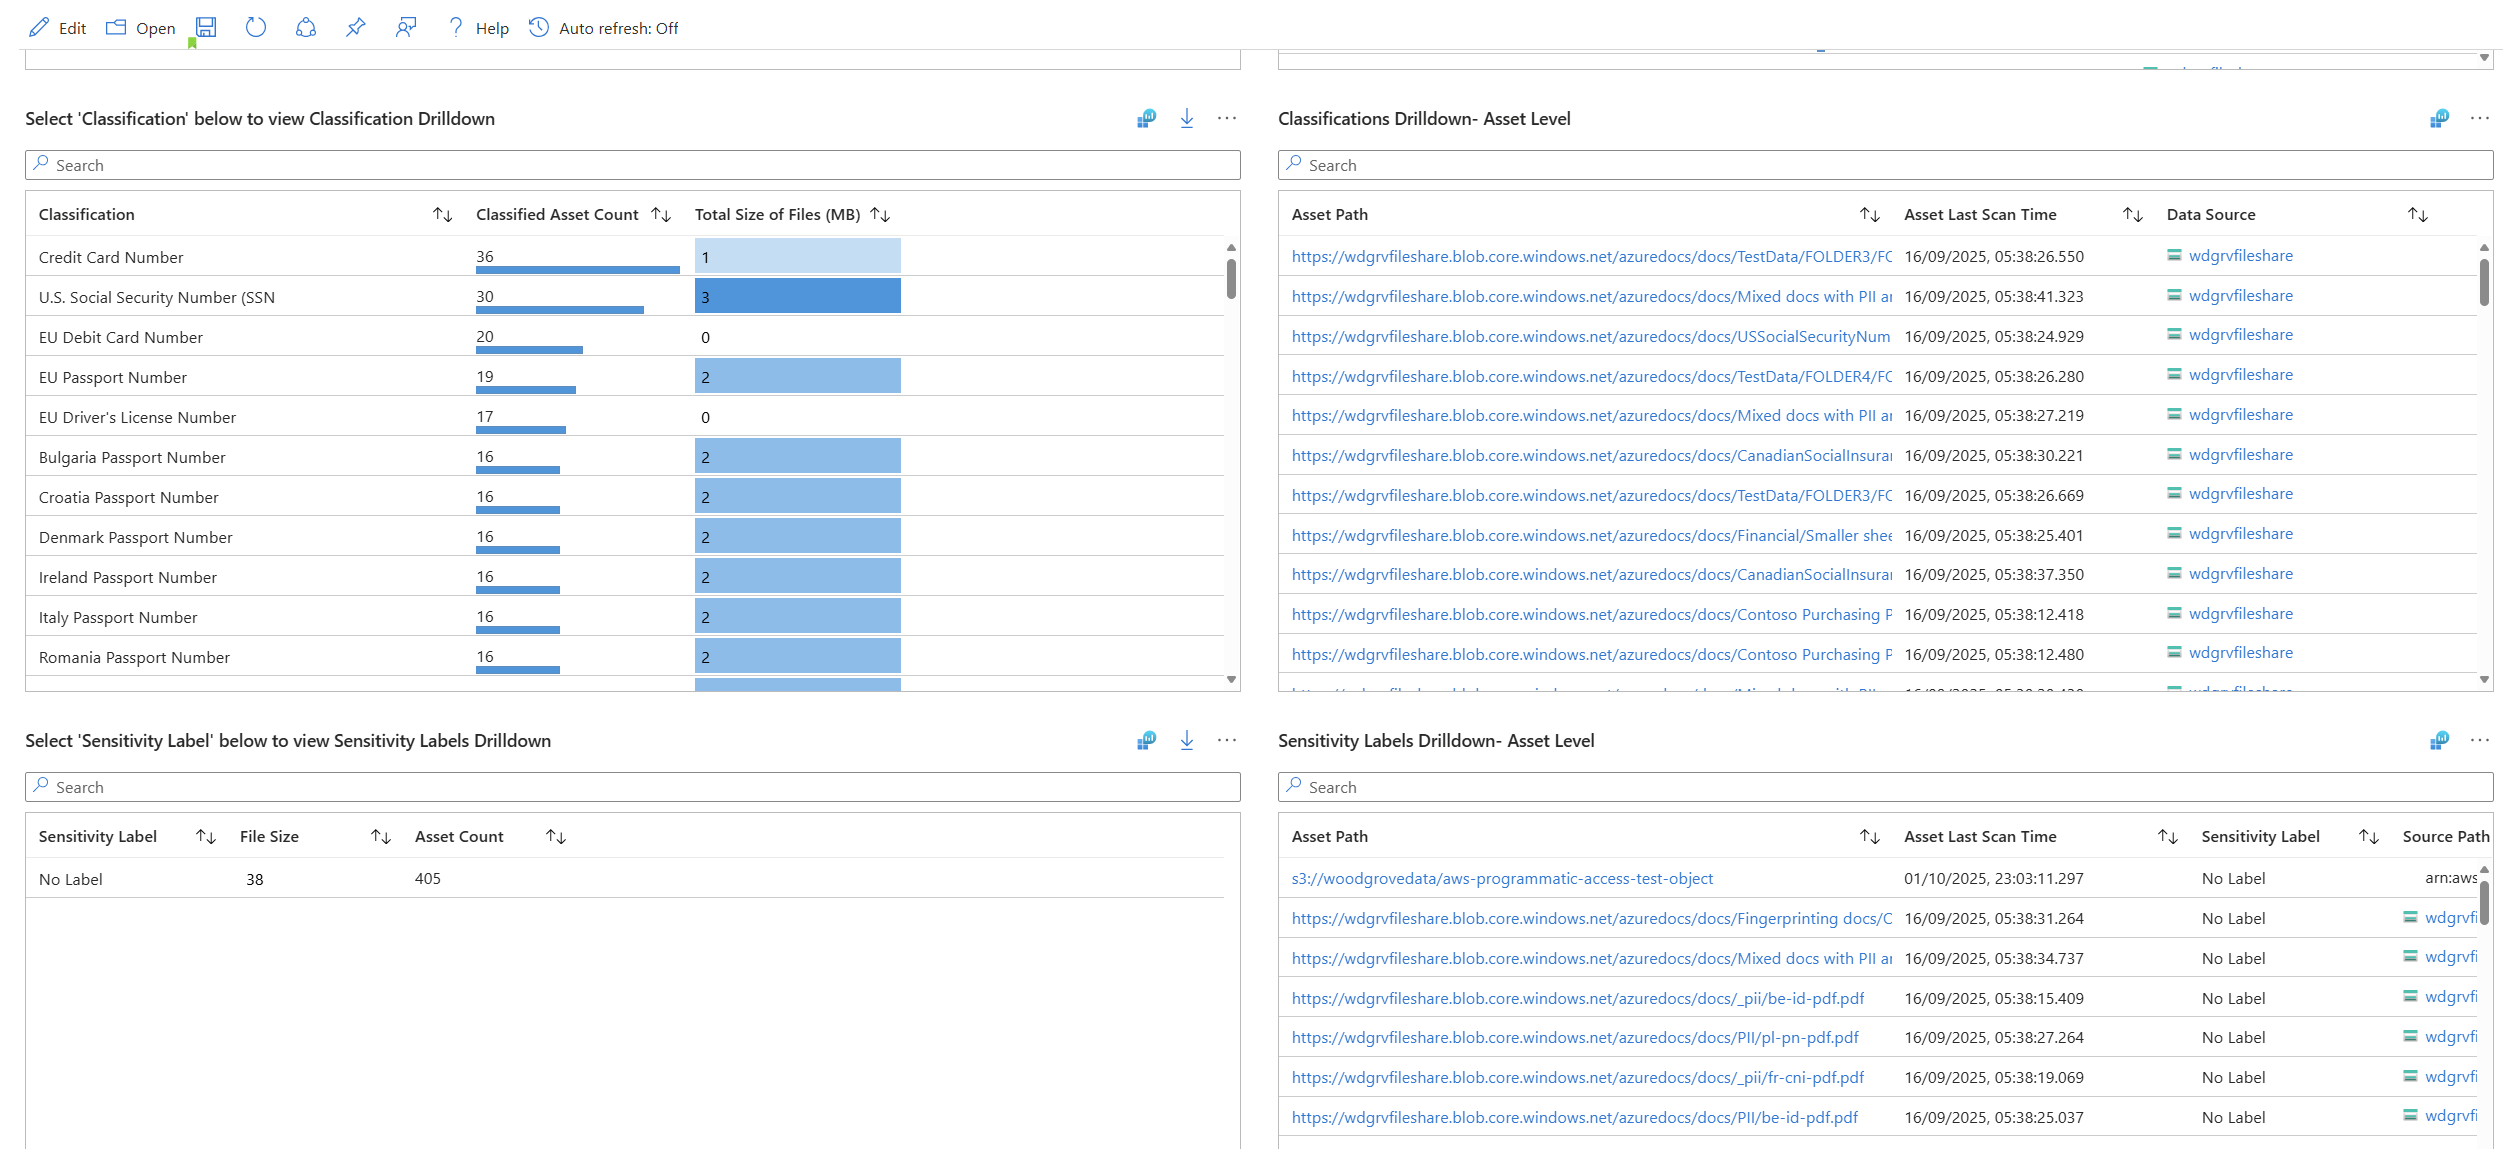 Edit Open Help Auto refresh: Off
Select 'Classification' below to view Classification Drilldown
Search
Classification Classified Asset Count Total Size of Files (MB)
Credit Card Number 36 1
U.S. Social Security Number (SSN 30 3
EU Debit Card Number 20 0
EU Passport Number 19 2
EU Driver's License Number 17 0
Bulgaria Passport Number 16 2
Croatia Passport Number 16 2
Denmark Passport Number 16 2
Ireland Passport Number 16 2
Italy Passport Number 16 2
Romania Passport Number 16 2
Classifications Drilldown- Asset Level
Search
Asset Path Asset Last Scan Time Data Source
https://wdgrvfileshare.blob.core.windows.net/azuredocs/docs/TestData/FOLDER3/FC 16/09/2025, 05:38:26.550 wdgrvfileshare
https://wdgrvfileshare.blob.core.windows.net/azuredocs/docs/Mixed docs with PII ar 16/09/2025, 05:38:41.323 wdgrvfileshare
https://wdgrvfileshare.blob.core.windows.net/azuredocs/docs/USSocialSecurityNum 16/09/2025, 05:38:24.929 wdgrvfileshare
https://wdgrvfileshare.blob.core.windows.net/azuredocs/docs/TestData/FOLDER4/FC 16/09/2025, 05:38:26.280 wdgrvfileshare
https://wdgrvfileshare.blob.core.windows.net/azuredocs/docs/Mixed docs with PII ar 16/09/2025, 05:38:27.219 wdgrvfileshare
https://wdgrvfileshare.blob.core.windows.net/azuredocs/docs/CanadianSocialInsurar 16/09/2025, 05:38:30.221 wdgrvfileshare
https://wdgrvfileshare.blob.core.windows.net/azuredocs/docs/TestData/FOLDER3/FC 16/09/2025, 05:38:26.669 wdgrvfileshare
https://wdgrvfileshare.blob.core.windows.net/azuredocs/docs/Financial/Smaller shee 16/09/2025, 05:38:25.401 wdgrvfileshare
https://wdgrvfileshare.blob.core.windows.net/azuredocs/docs/CanadianSocialInsurar 16/09/2025, 05:38:37.350 wdgrvfileshare
https://wdgrvfileshare.blob.core.windows.net/azuredocs/docs/Contoso Purchasing P 16/09/2025, 05:38:12.418 wdgrvfileshare
https://wdgrvfileshare.blob.core.windows.net/azuredocs/docs/Contoso Purchasing P 16/09/2025, 05:38:12.480 wdgrvfileshare
Select 'Sensitivity Label' below to view Sensitivity Labels Drilldown
Search
Sensitivity Label File Size Asset Count
No Label 38 405
Sensitivity Labels Drilldown- Asset Level
Search
Asset Path Asset Last Scan Time Sensitivity Label Source Path
s3://woodgrovedata/aws-programmatic-access-test-object 01/10/2025, 23:03:11.297 No Label arn:aws
https://wdgrvfileshare.blob.core.windows.net/azuredocs/docs/Fingerprinting docs/C 16/09/2025, 05:38:31.264 No Label wdgrvfi
https://wdgrvfileshare.blob.core.windows.net/azuredocs/docs/Mixed docs with PII ar 16/09/2025, 05:38:34.737 No Label wdgrvfi
https://wdgrvfileshare.blob.core.windows.net/azuredocs/docs/_pii/be-id-pdf.pdf 16/09/2025, 05:38:15.409 No Label wdgrvfi
https://wdgrvfileshare.blob.core.windows.net/azuredocs/docs/PII/pl-pn-pdf.pdf 16/09/2025, 05:38:27.264 No Label wdgrvfi
https://wdgrvfileshare.blob.core.windows.net/azuredocs/docs/_pii/fr-cni-pdf.pdf 16/09/2025, 05:38:19.069 No Label wdgrvfi
https://wdgrvfileshare.blob.core.windows.net/azuredocs/docs/PII/be-id-pdf.pdf 16/09/2025, 05:38:25.037 No Label wdgrvfi